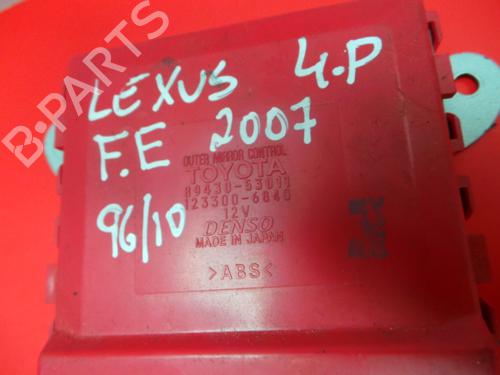 B-PARTS
LEXUS 4.P
F.E 2007
96/10
OUTER MIRROR CONTROL
TOYOTA
89430-53011
123300-6840
12V
DENSO
MADE IN JAPAN
>ABS<